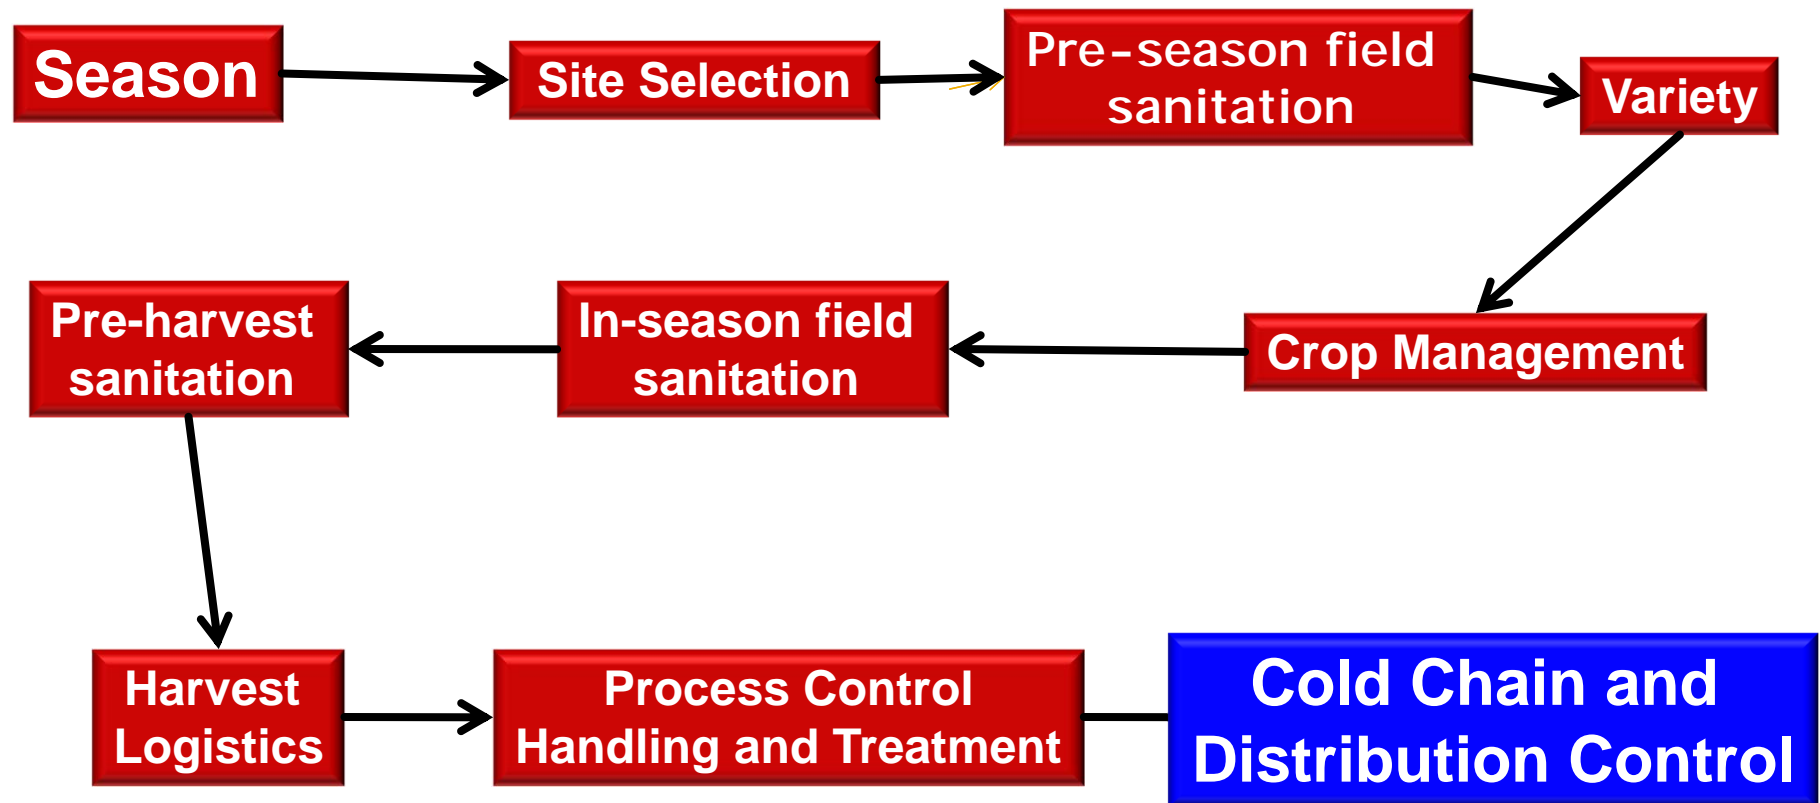 Season
Site Selection
Pre-season field
sanitation
Variety
Crop Management
In-season field
sanitation
Pre-harvest
sanitation
Harvest
Logistics
Process Control
Handling and Treatment
Cold Chain and
Distribution Control